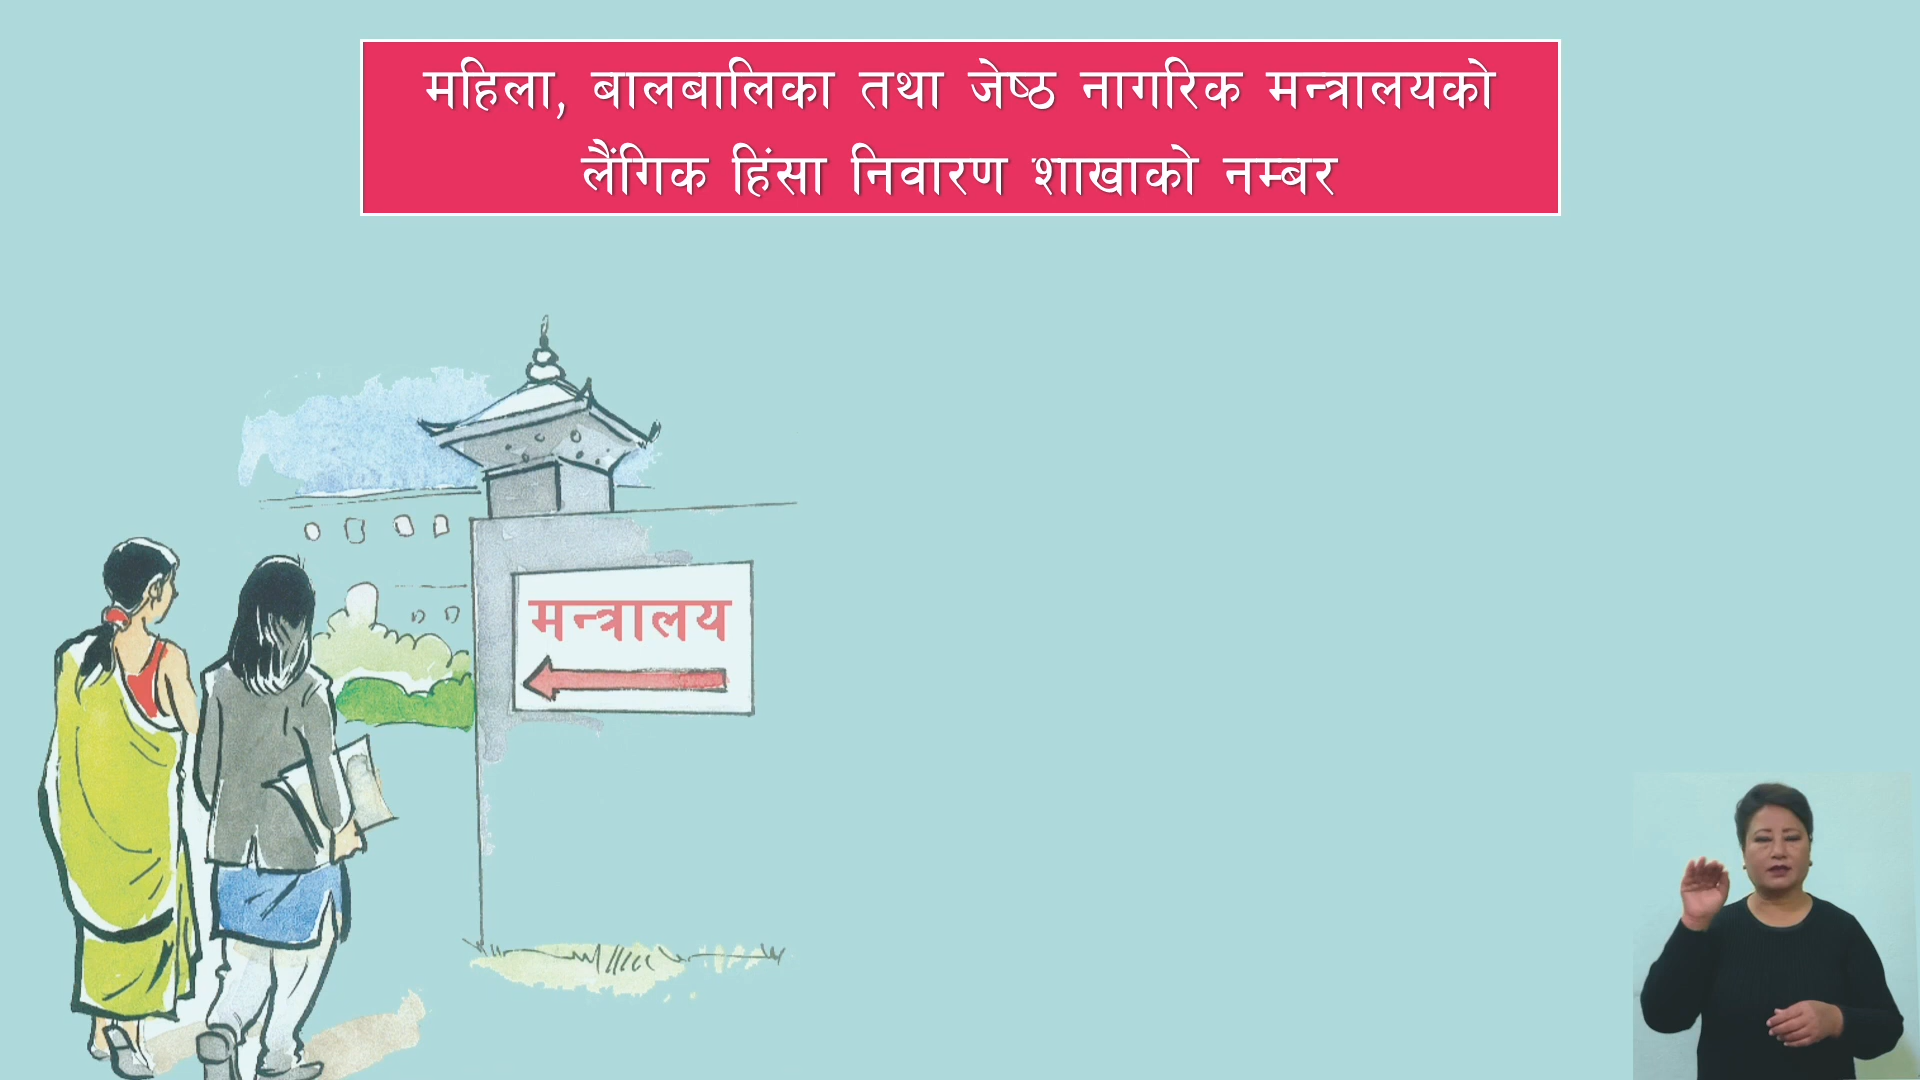 महिला, बालबालिका तथा जेष्ठ नागरिक मन्त्रालयको
लैंगिक हिंसा निवारण शाखाको नम्बर
मन्त्रालय